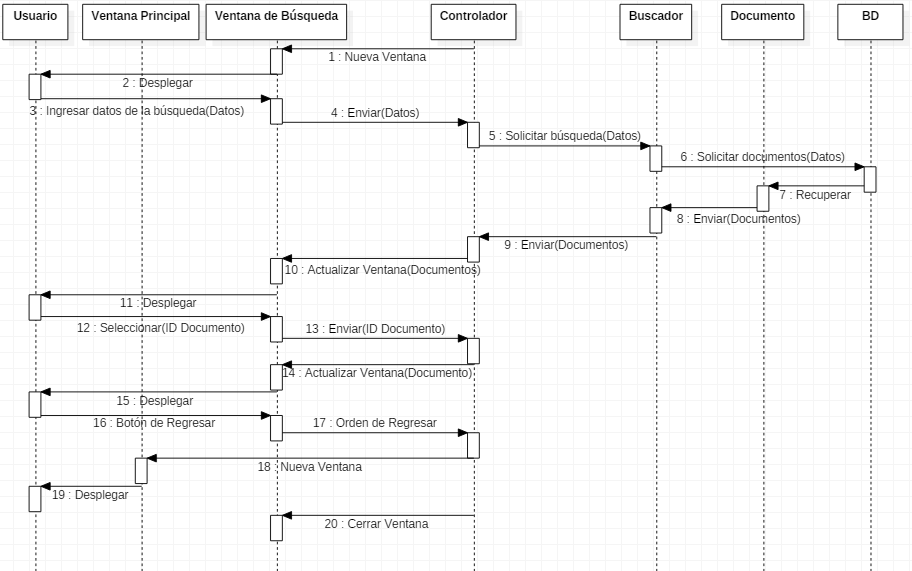 Usuario
Ventana Principal
Ventana de Búsqueda
Controlador
Buscador
Documento
BD
1 : Nueva Ventana
2 : Desplegar
3 : Ingresar datos de la búsqueda(Datos)
4 : Enviar(Datos)
5 : Solicitar búsqueda(Datos)
6 : Solicitar documentos(Datos)
7 : Recuperar
8 : Enviar(Documentos)
9 : Enviar(Documentos)
10 : Actualizar Ventana(Documentos)
11 : Desplegar
12 : Seleccionar(ID Documento)
13 : Enviar(ID Documento)
14 : Actualizar Ventana(Documento)
15 : Desplegar
16 : Botón de Regresar
17 : Orden de Regresar
18 : Nueva Ventana
19 : Desplegar
20 : Cerrar Ventana